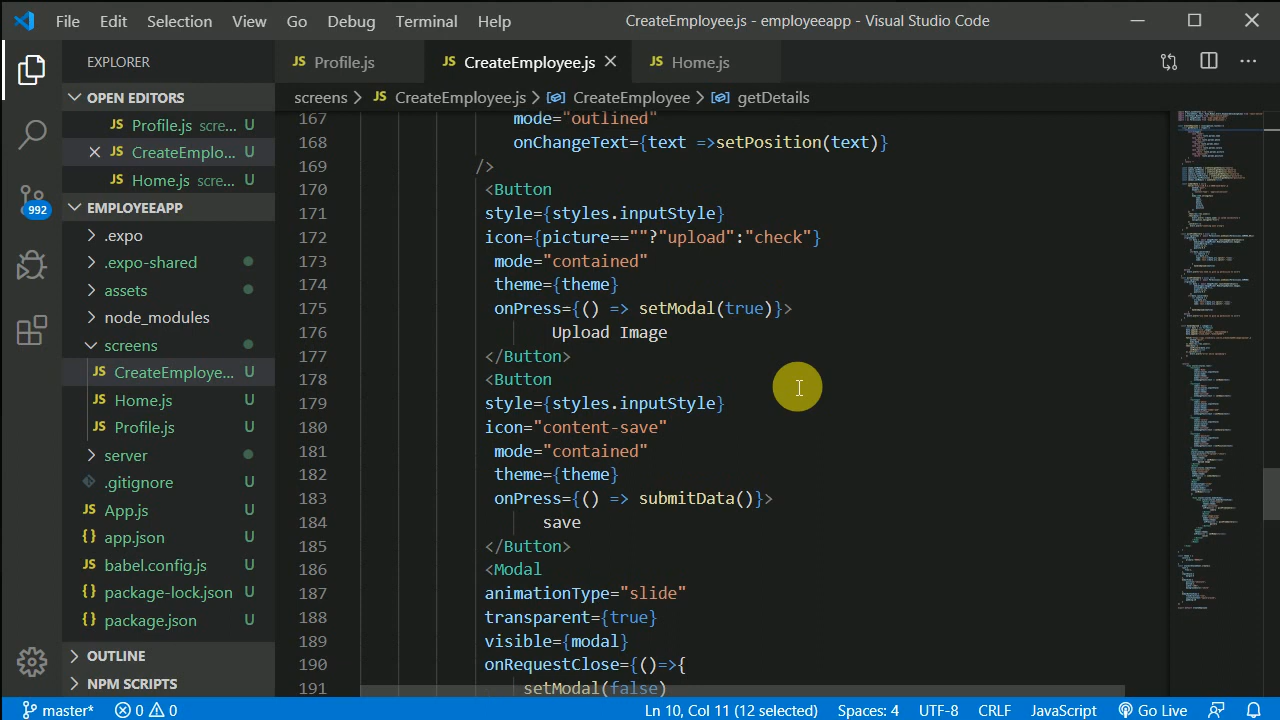 File Edit Selection View Go Debug Terminal Help CreateEmployee.js - employeeapp - Visual Studio Code
EXPLORER
OPEN EDITORS
JS Profile.js scre... U
JS CreateEmplo... U
JS Home.js scre... U
EMPLOYEEAPP
.expo
.expo-shared
assets
node_modules
screens
JS CreateEmploye... U
JS Home.js U
JS Profile.js U
server
.gitignore U
JS App.js U
{} app.json U
JS babel.config.js U
{} package-lock.json U
{} package.json U
OUTLINE
NPM SCRIPTS
992
JS Profile.js JS CreateEmployee.js JS Home.js
screens > JS CreateEmployee.js > CreateEmployee > getDetails
167 mode="outlined"
168 onChangeText={text =>setPosition(text)}
169 />
170 <Button
171 style={styles.inputStyle}
172 icon={picture==""?"upload":"check"}
173 mode="contained"
174 theme={theme}
175 onPress={() => setModal(true)}>
176 Upload Image
177 </Button>
178 <Button
179 style={styles.inputStyle}
180 icon="content-save"
181 mode="contained"
182 theme={theme}
183 onPress={() => submitData()}>
184 save
185 </Button>
186 <Modal
187 animationType="slide"
188 transparent={true}
189 visible={modal}
190 onRequestClose={()=>{
191 setModal(false)
master* 0 0 Ln 10, Col 11 (12 selected) Spaces: 4 UTF-8 CRLF JavaScript Go Live